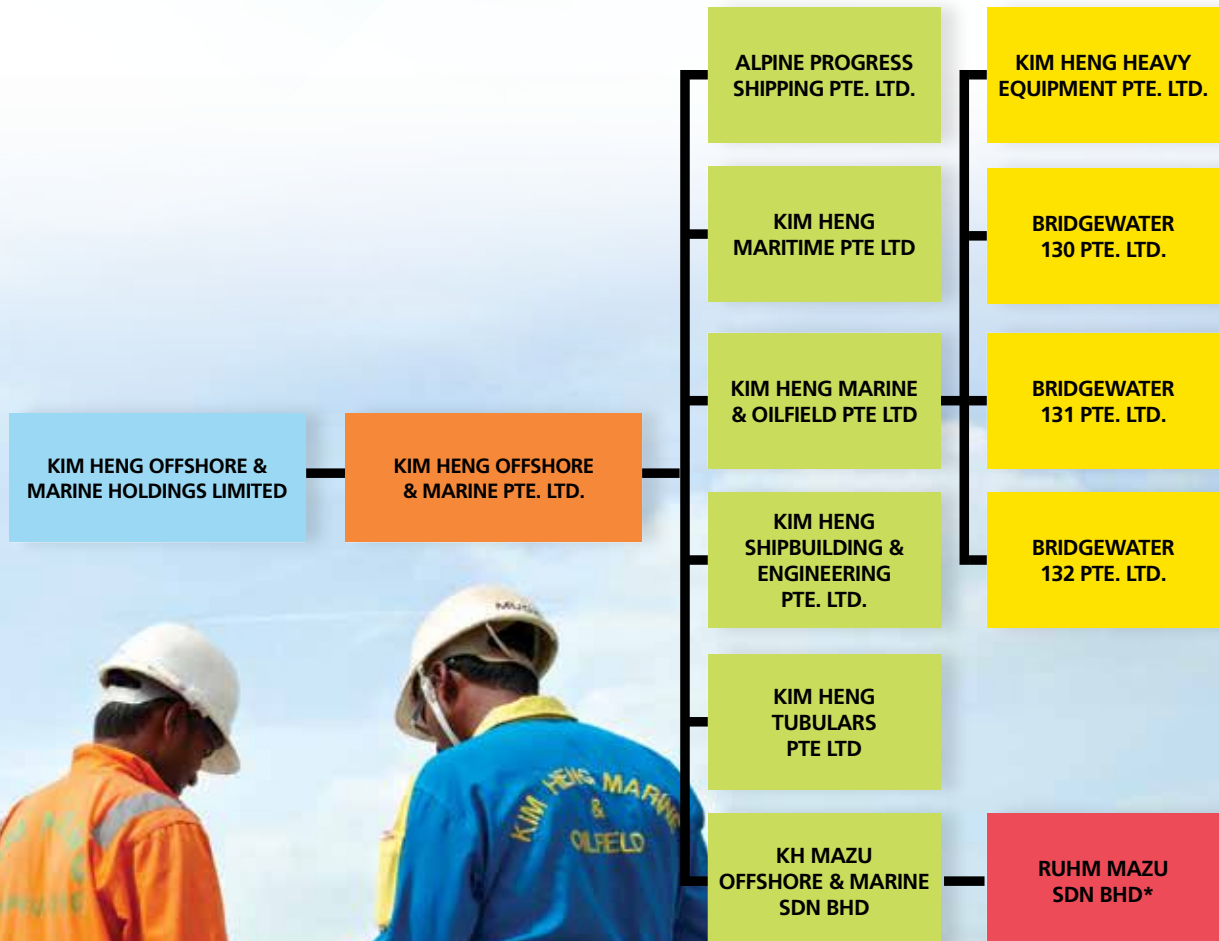 ALPINE PROGRESS
SHIPPING PTE. LTD.
KIM HENG HEAVY
EQUIPMENT PTE. LTD.
KIM HENG
MARITIME PTE LTD
BRIDGEWATER
130 PTE. LTD.
KIM HENG MARINE
& OILFIELD PTE LTD
BRIDGEWATER
131 PTE. LTD.
KIM HENG OFFSHORE &
MARINE HOLDINGS LIMITED
KIM HENG OFFSHORE
& MARINE PTE. LTD.
KIM HENG
SHIPBUILDING &
ENGINEERING
PTE. LTD.
BRIDGEWATER
132 PTE. LTD.
KIM HENG
TUBULARS
PTE LTD
KH MAZU
OFFSHORE & MARINE
SDN BHD
RUHM MAZU
SDN BHD*
KIM HENG MARINE
&
OILFIELD